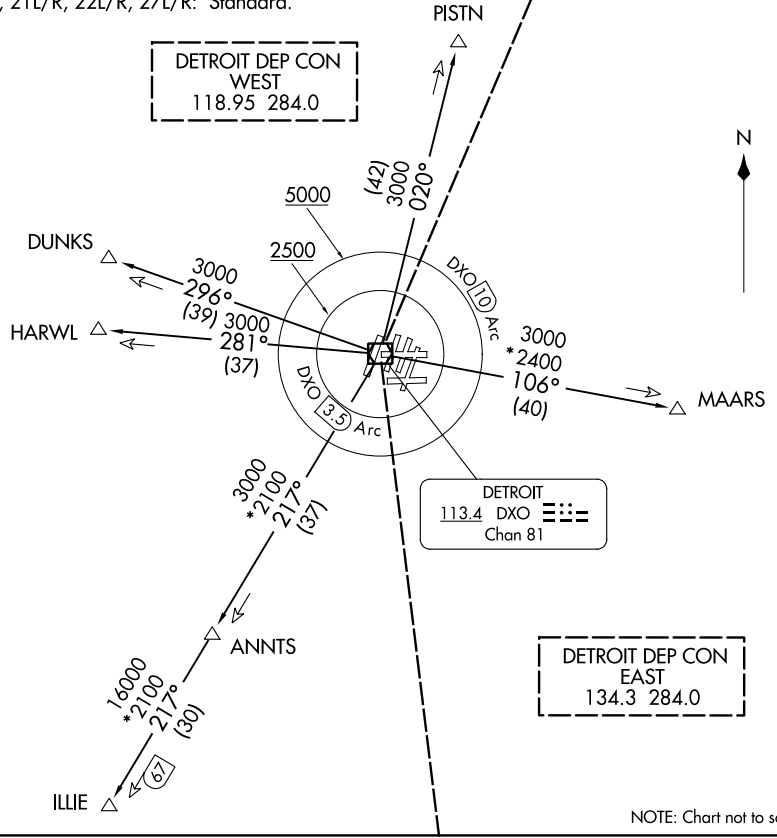 , 21L/R, 22L/R, 27L/R: Standard.
PISTN
DETROIT DEP CON
WEST
118.95 284.0
N
(42)
3000
020°
5000
2500
DUNKS
3000
296°
(39)
HARWL
3000
281°
(37)
DXO 10 Arc
3000
*2400
106°
(40)
MAARS
DXO 3.5 Arc
DETROIT
113.4 DXO
Chan 81
3000
*2100
217°
(37)
ANNTS
DETROIT DEP CON
EAST
134.3 284.0
16000
*2100
217°
(30)
67
ILLIE
NOTE: Chart not to s